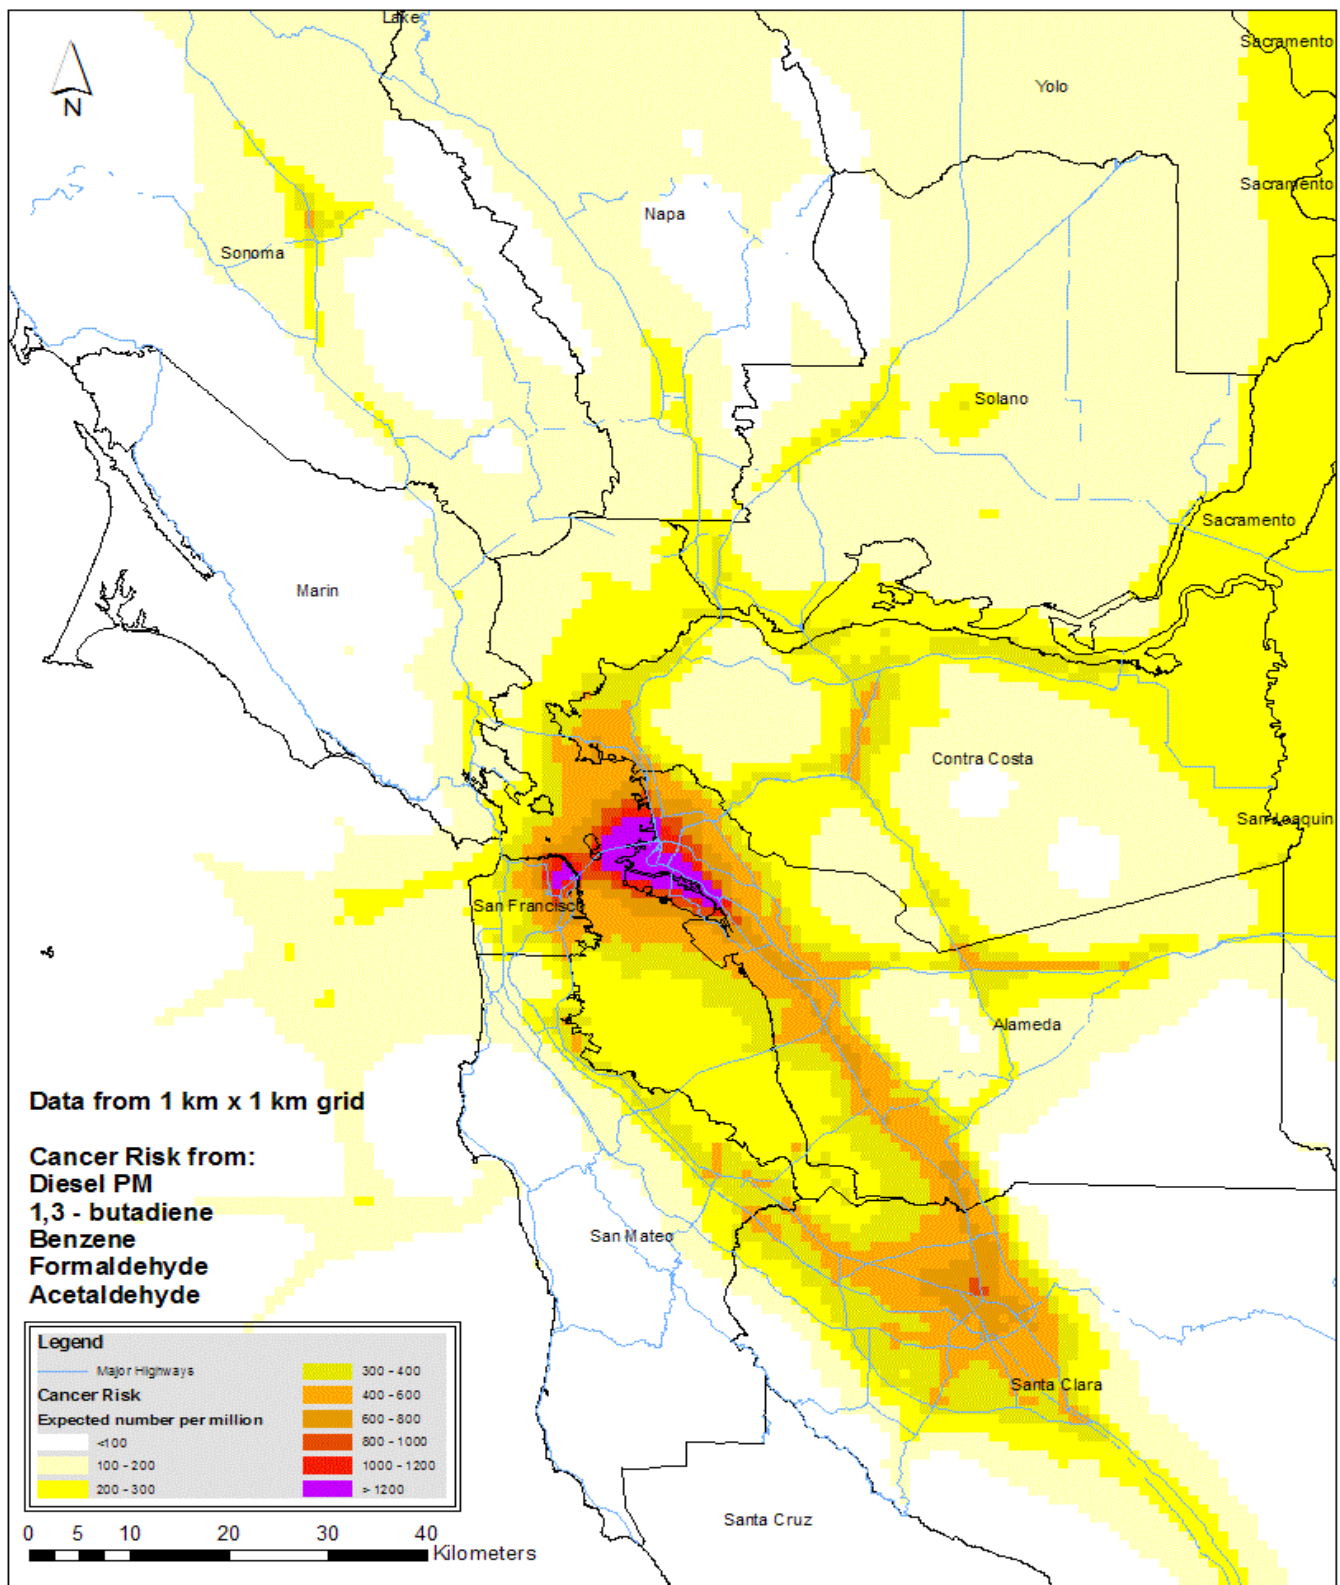 Lake
Sacramento
Yolo
N
Sacramento
Napa
Sonoma
Solano
Sacramento
Marin
Contra Costa
San Joaquin
San Francisco
Alameda
Data from 1 km x 1 km grid
Cancer Risk from:
Diesel PM
1,3 - butadiene
Benzene
Formaldehyde
Acetaldehyde
San Mateo
Santa Clara
Santa Cruz
Legend
Major Highways
Cancer Risk
Expected number per million
<100
100 - 200
200 - 300
300 - 400
400 - 600
600 - 800
800 - 1000
1000 - 1200
> 1200
0 5 10 20 30 40
Kilometers